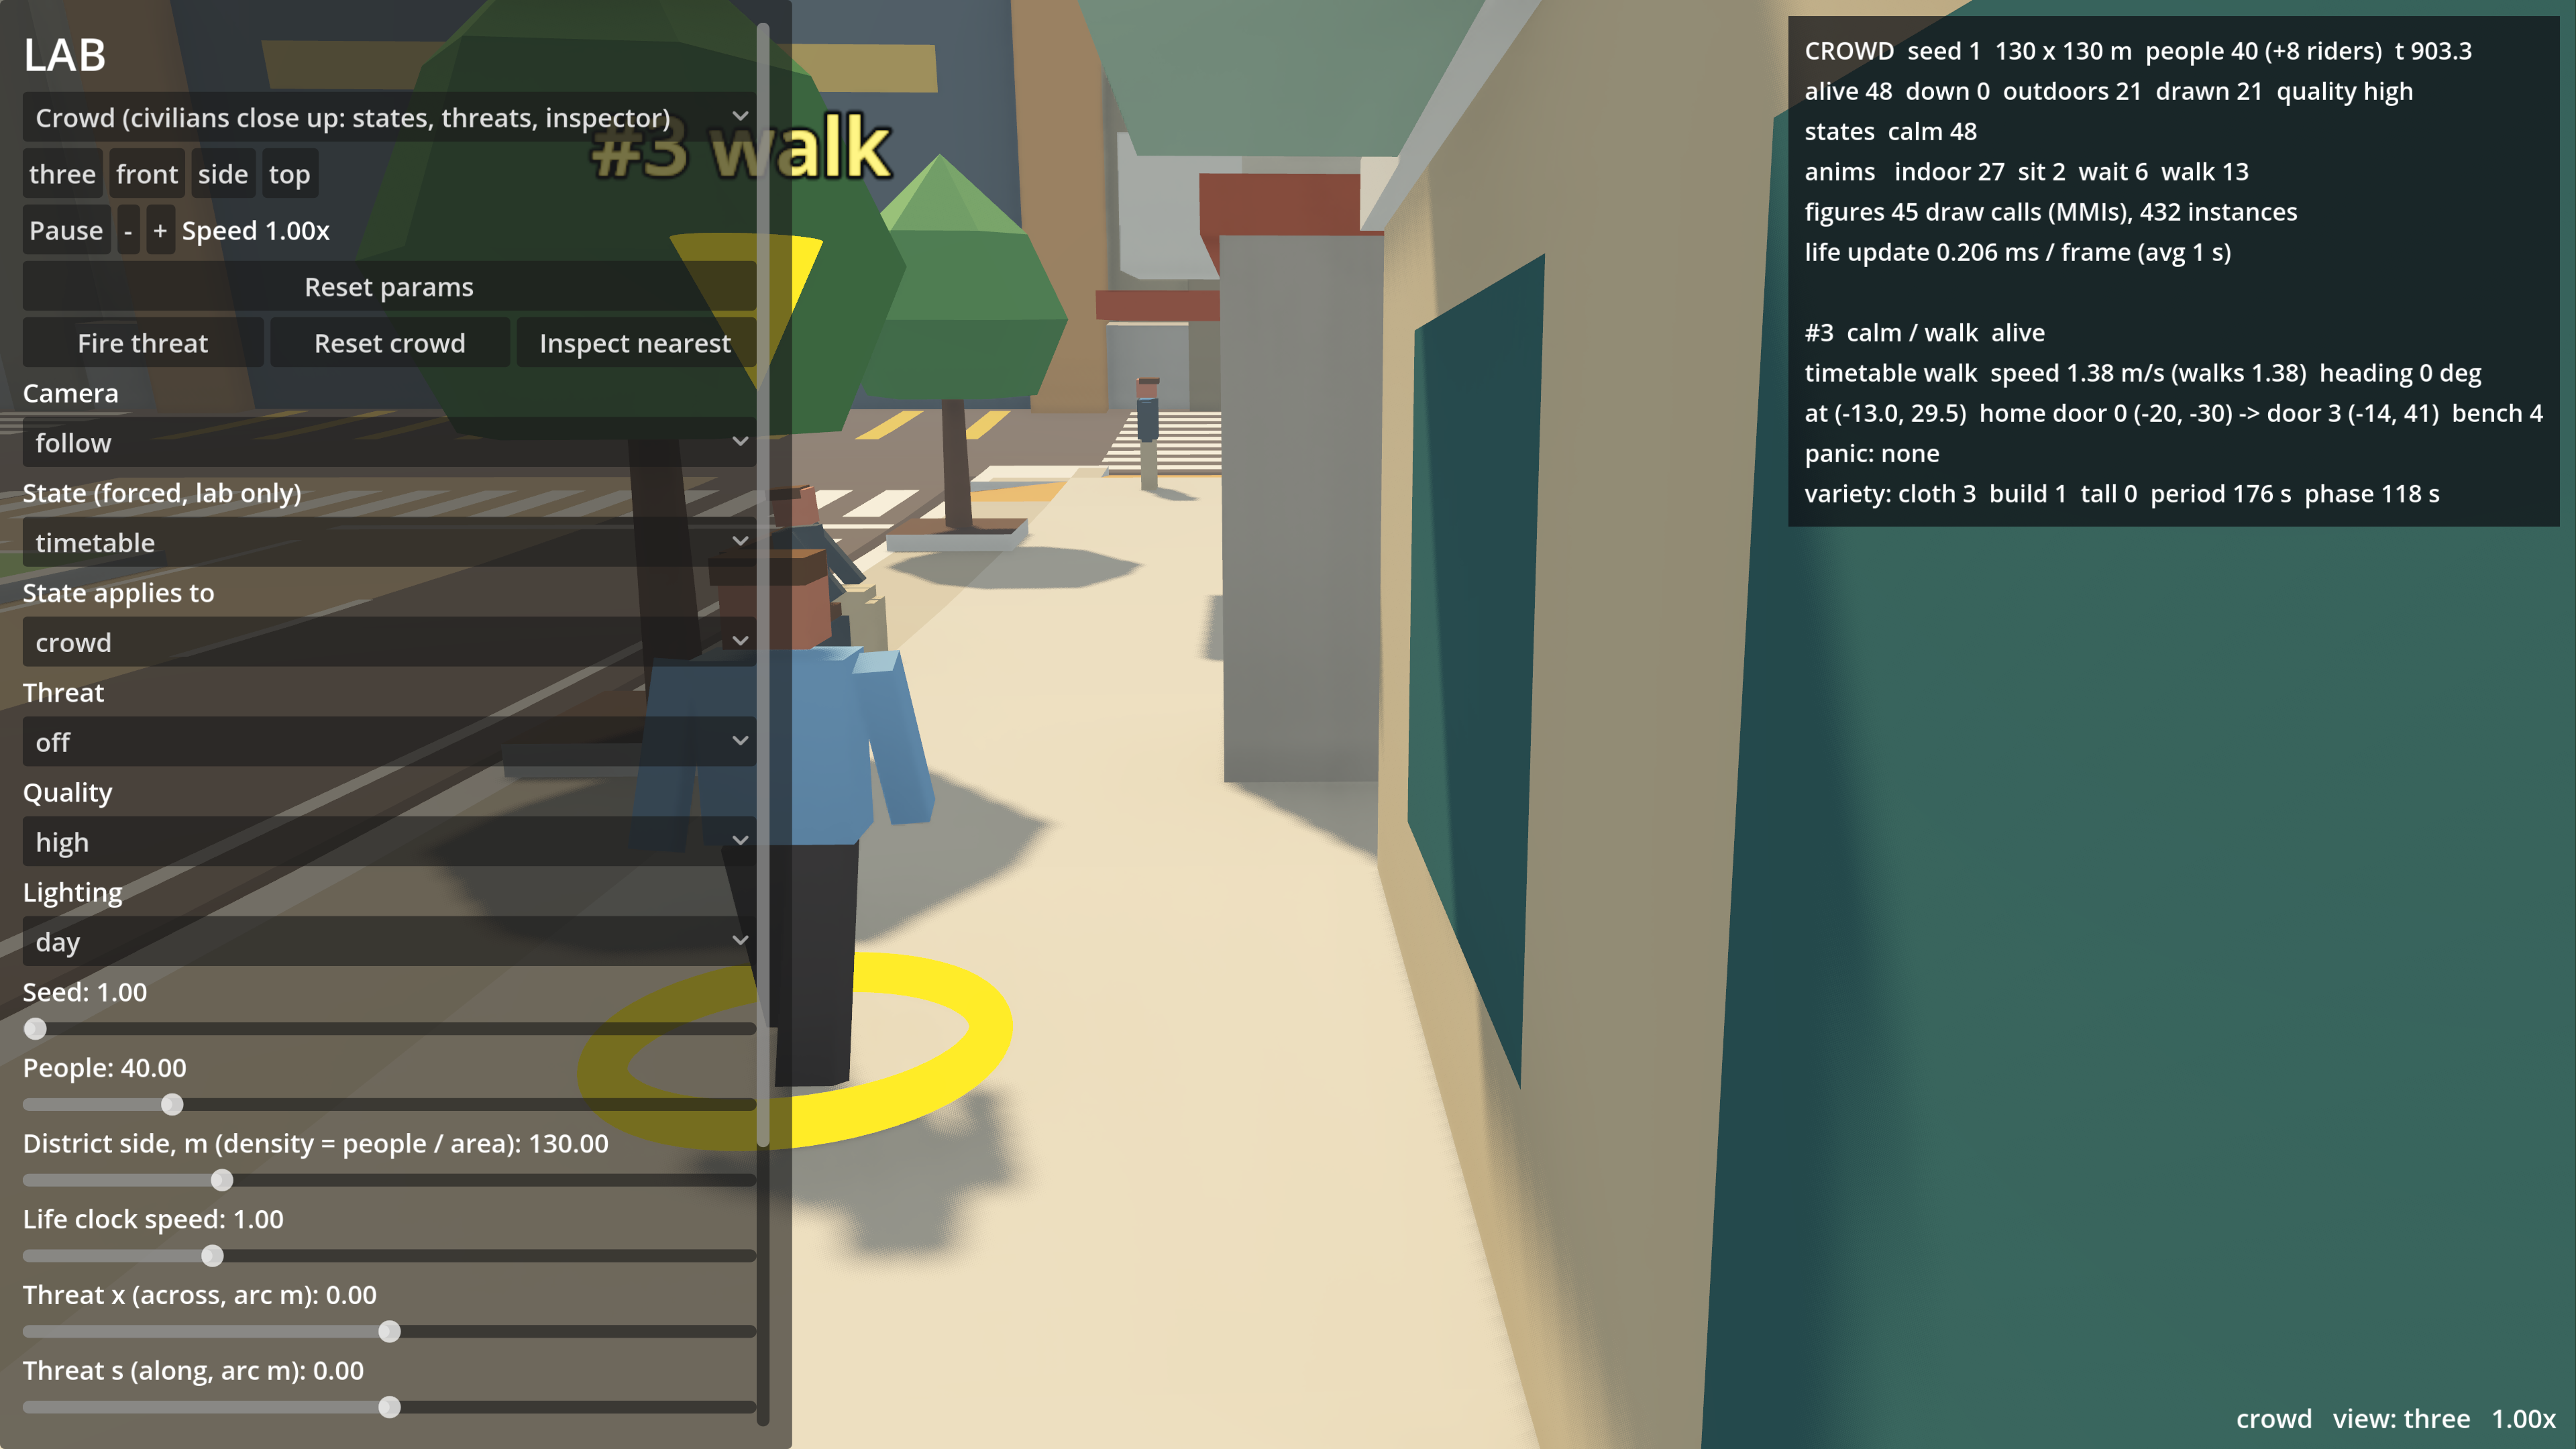 LAB
Crowd (civilians close up: states, threats, inspector)
three front side top
Pause - + Speed 1.00x
Reset params
Fire threat Reset crowd Inspect nearest
Camera
follow
State (forced, lab only)
timetable
State applies to
crowd
Threat
off
Quality
high
Lighting
day
Seed: 1.00
People: 40.00
District side, m (density = people / area): 130.00
Life clock speed: 1.00
Threat x (across, arc m): 0.00
Threat s (along, arc m): 0.00
#3 walk
CROWD seed 1 130 x 130 m people 40 (+8 riders) t 903.3
alive 48 down 0 outdoors 21 drawn 21 quality high
states calm 48
anims indoor 27 sit 2 wait 6 walk 13
figures 45 draw calls (MMIs), 432 instances
life update 0.206 ms / frame (avg 1 s)
#3 calm / walk alive
timetable walk speed 1.38 m/s (walks 1.38) heading 0 deg
at (-13.0, 29.5) home door 0 (-20, -30) -> door 3 (-14, 41) bench 4
panic: none
variety: cloth 3 build 1 tall 0 period 176 s phase 118 s
crowd view: three 1.00x